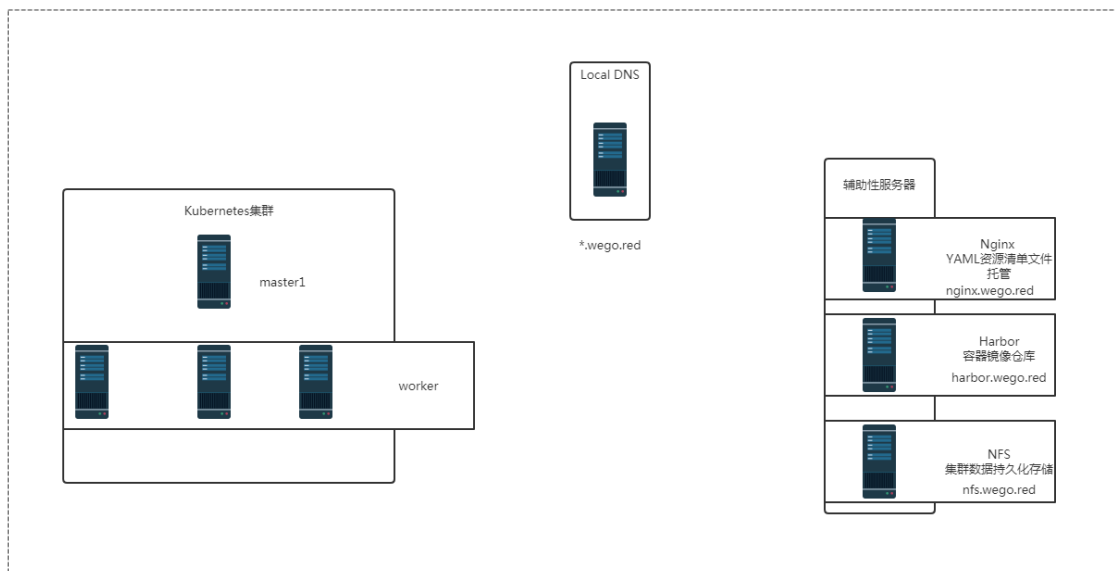 Local DNS
*.wego.red
Kubernetes集群
master1
worker
辅助性服务器
Nginx
YAML资源清单文件
托管
nginx.wego.red
Harbor
容器镜像仓库
harbor.wego.red
NFS
集群数据持久化存储
nfs.wego.red